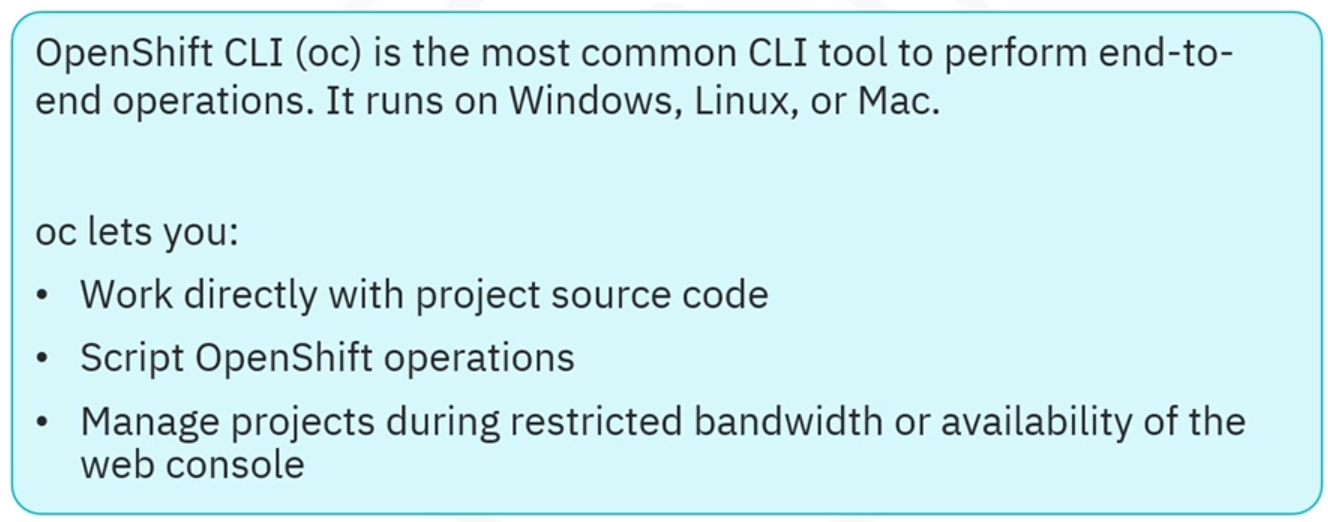 OpenShift CLI (oc) is the most common CLI tool to perform end-to-
end operations. It runs on Windows, Linux, or Mac.
oc lets you:
• Work directly with project source code
• Script OpenShift operations
• Manage projects during restricted bandwidth or availability of the
web console